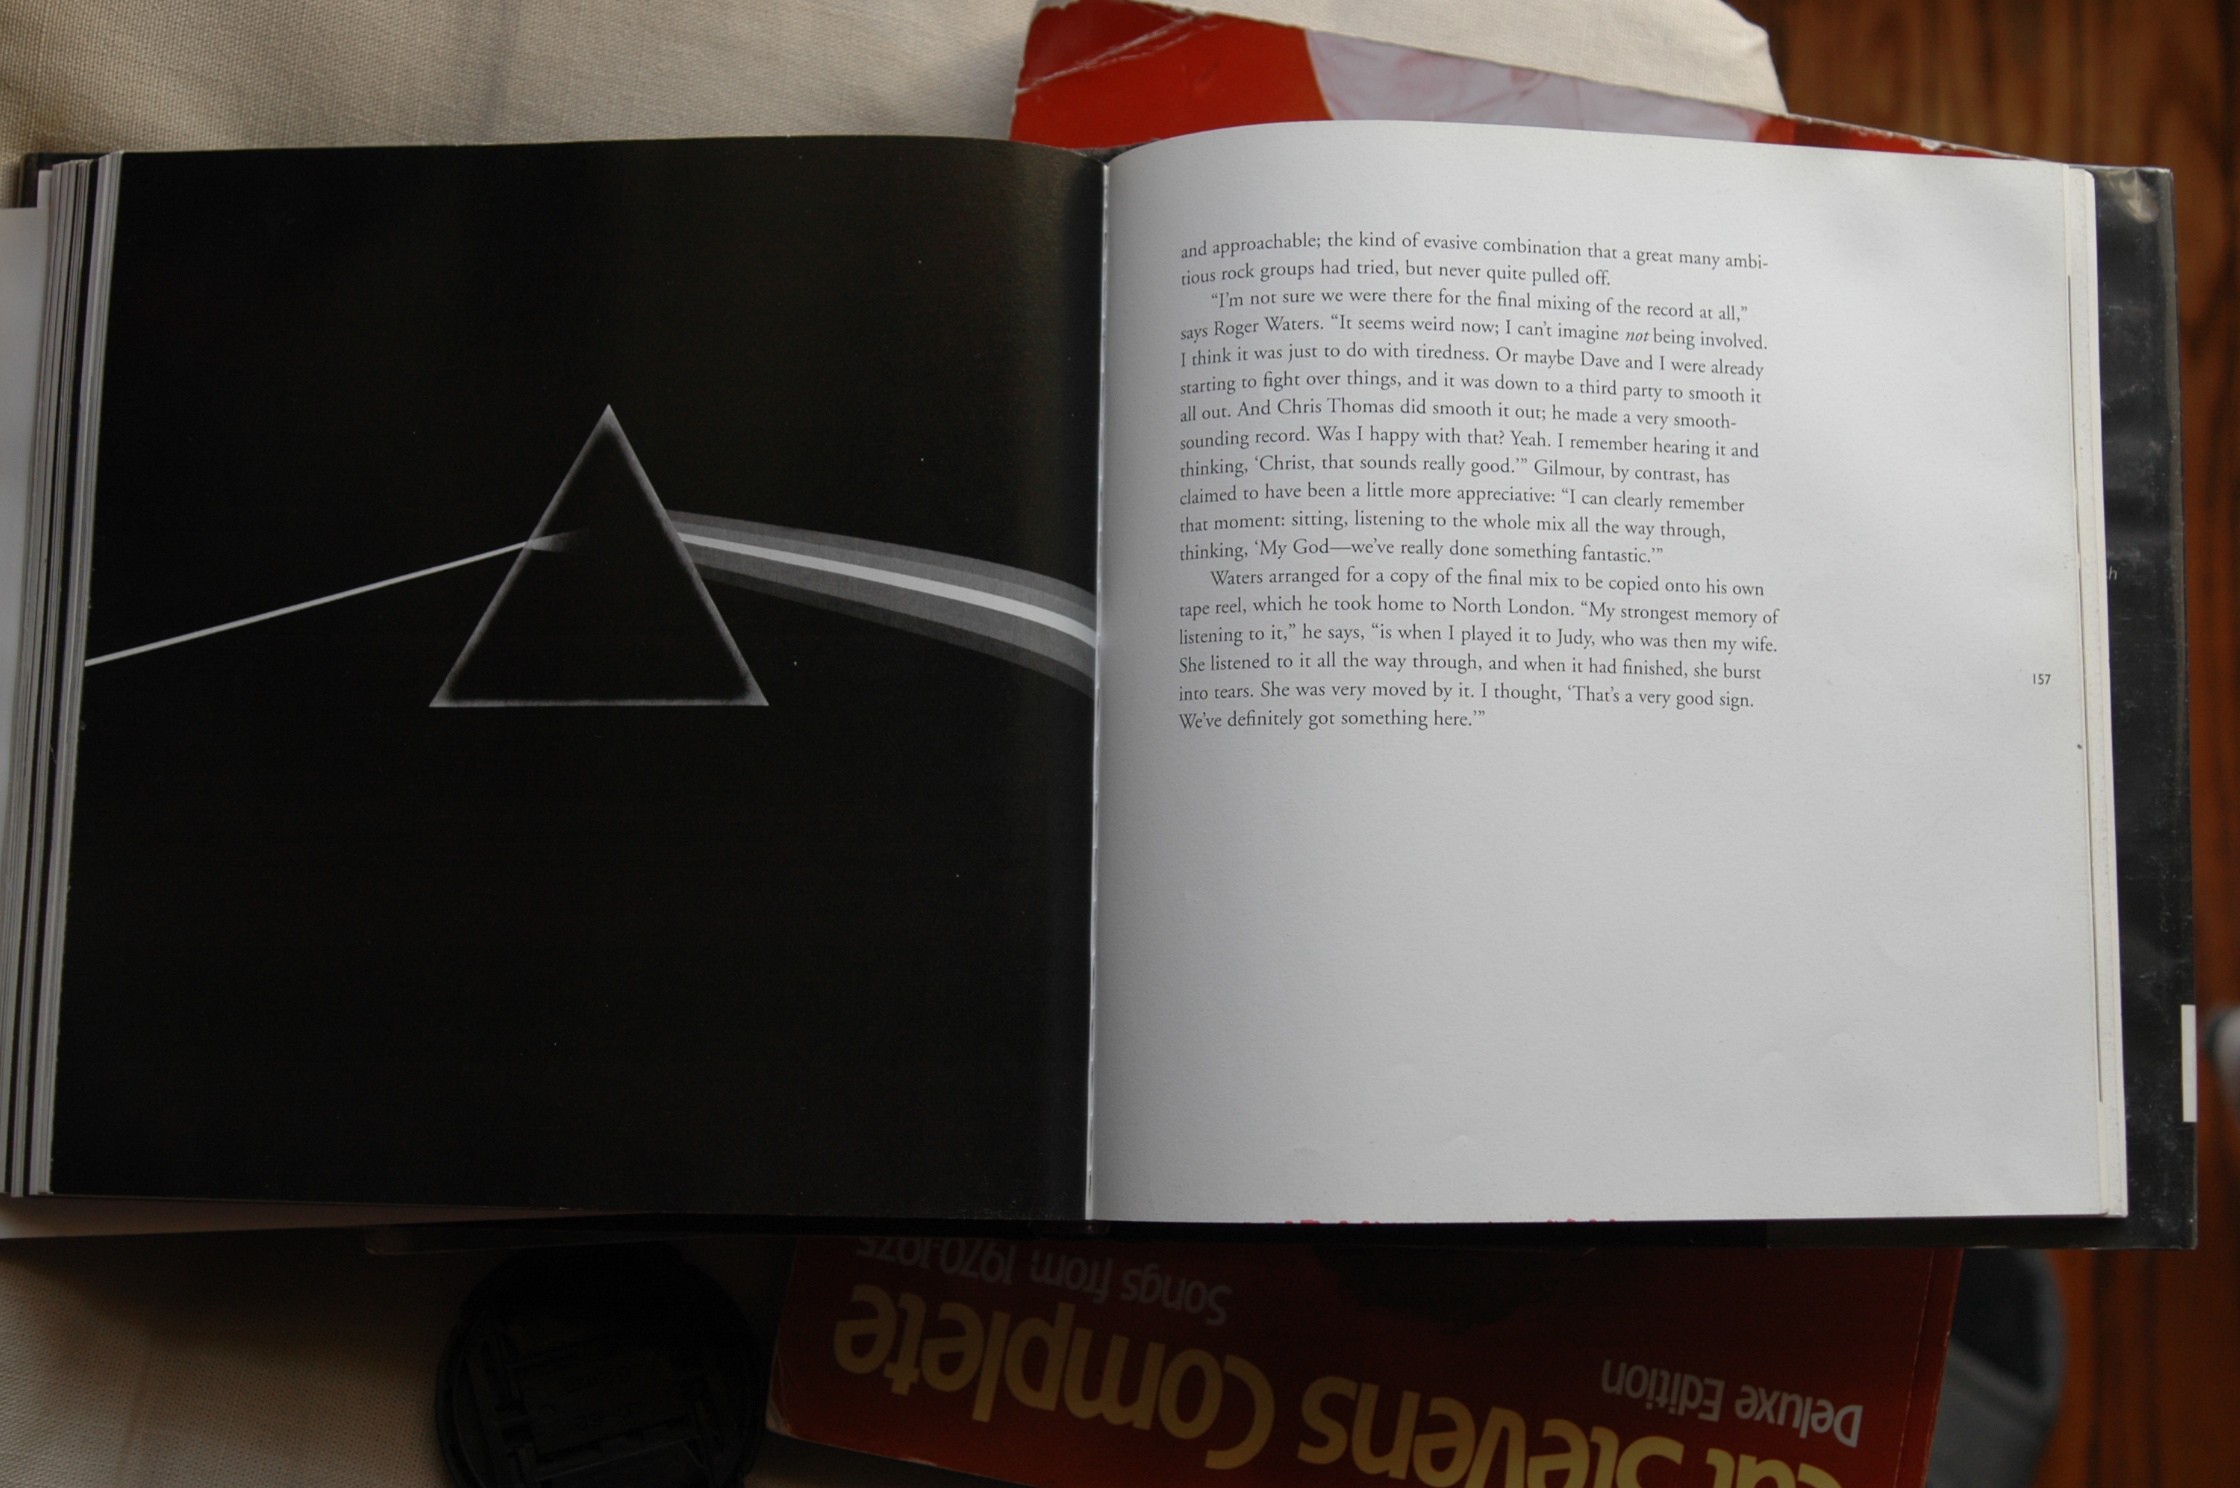 and approachable; the kind of evasive combination that a great many ambi-
tious rock groups had tried, but never quite pulled off.
“I’m not sure we were there for the final mixing of the record at all,”
says Roger Waters. “It seems weird now; I can’t imagine not being involved.
I think it was just to do with tiredness. Or maybe Dave and I were already
starting to fight over things, and it was down to a third party to smooth it
all out. And Chris Thomas did smooth it out; he made a very smooth-
sounding record. Was I happy with that? Yeah. I remember hearing it and
thinking, ‘Christ, that sounds really good.’” Gilmour, by contrast, has
claimed to have been a little more appreciative: “I can clearly remember
that moment: sitting, listening to the whole mix all the way through,
thinking, ‘My God—we’ve really done something fantastic.’”
Waters arranged for a copy of the final mix to be copied onto his own
tape reel, which he took home to North London. “My strongest memory of
listening to it,” he says, “is when I played it to Judy, who was then my wife.
She listened to it all the way through, and when it had finished, she burst
into tears. She was very moved by it. I thought, ‘That’s a very good sign.
We’ve definitely got something here.’”
157
Deluxe Edition
Cat Stevens Complete
Songs from 1970-1975